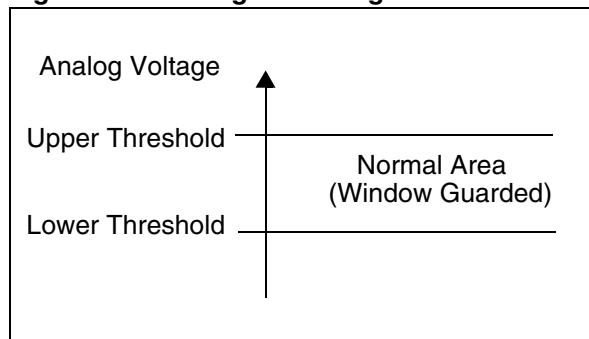 Analog Voltage
Upper Threshold
Normal Area
(Window Guarded)
Lower Threshold